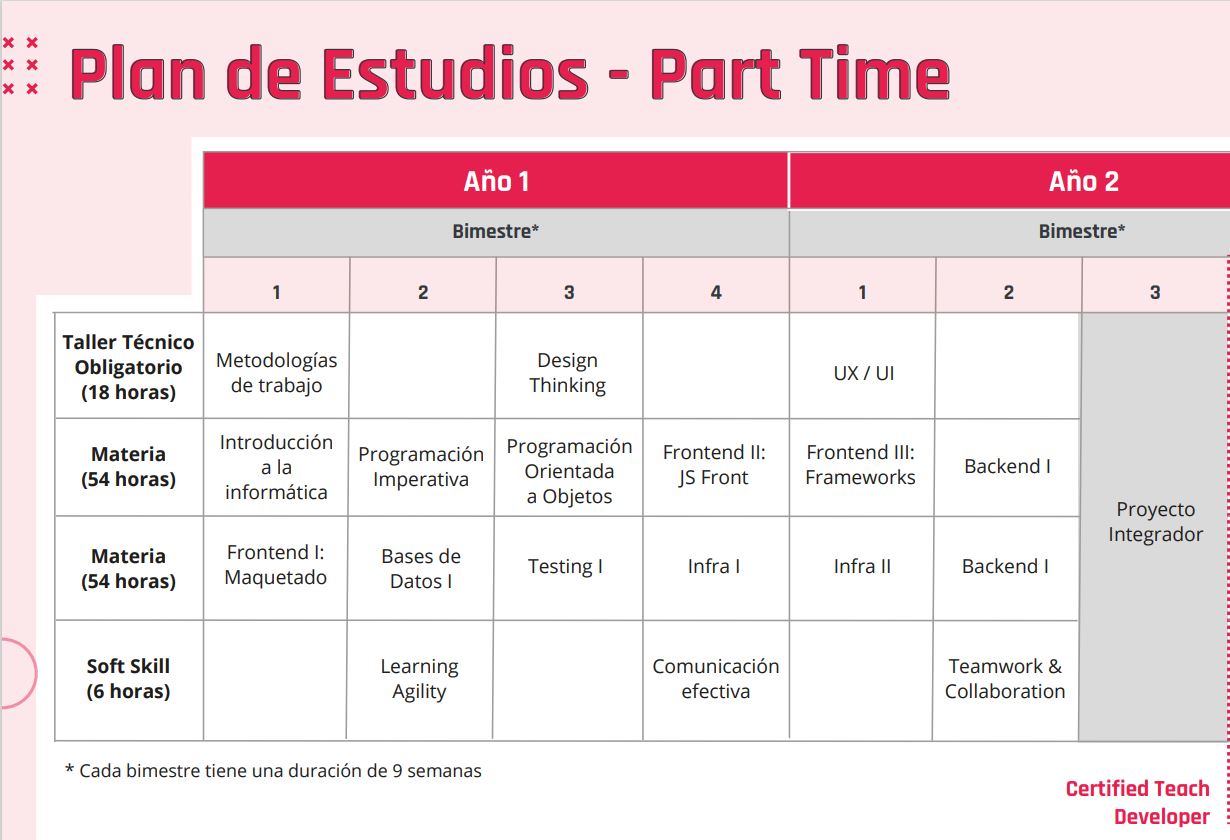 Plan de Estudios - Part Time
Año 1
Año 2
Bimestre*
Bimestre*
1
2
3
4
1
2
3
Taller Técnico
Obligatorio
(18 horas)
Metodologías
de trabajo
Design
Thinking
UX / UI
Materia
(54 horas)
Introducción
a la
informática
Programación
Imperativa
Programación
Orientada
a Objetos
Frontend II:
JS Front
Frontend III:
Frameworks
Backend I
Proyecto
Integrador
Materia
(54 horas)
Frontend I:
Maquetado
Bases de
Datos I
Testing I
Infra I
Infra II
Backend I
Soft Skill
(6 horas)
Learning
Agility
Comunicación
efectiva
Teamwork &
Collaboration
* Cada bimestre tiene una duración de 9 semanas
Certified Teach
Developer